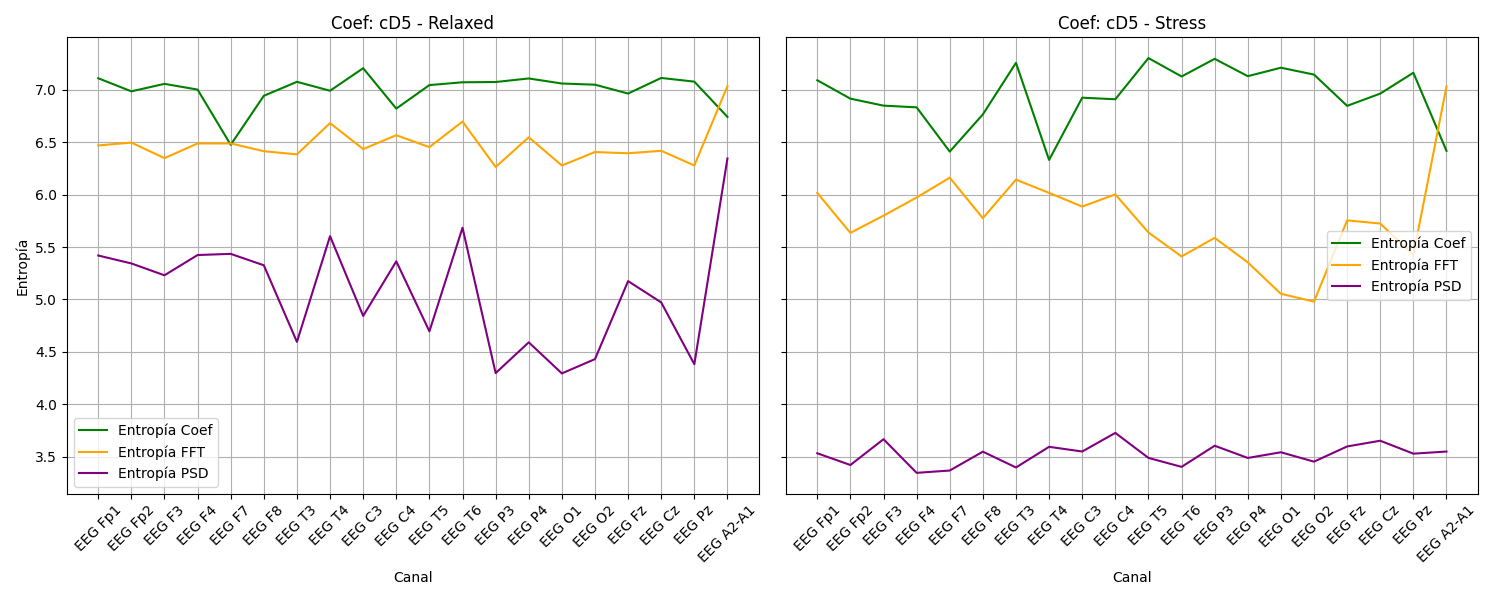 Coef: cD5 - Relaxed
Entropía
7.0
6.5
6.0
5.5
5.0
4.5
4.0
3.5
Entropía Coef
Entropía FFT
Entropía PSD
EEG Fp1
EEG Fp2
EEG F3
EEG F4
EEG F7
EEG F8
EEG T3
EEG T4
EEG C3
EEG C4
EEG T5
EEG T6
EEG P3
EEG P4
EEG O1
EEG O2
EEG Fz
EEG Cz
EEG Pz
EEG A2-A1
Canal
Coef: cD5 - Stress
Entropía Coef
Entropía FFT
Entropía PSD
EEG Fp1
EEG Fp2
EEG F3
EEG F4
EEG F7
EEG F8
EEG T3
EEG T4
EEG C3
EEG C4
EEG T5
EEG T6
EEG P3
EEG P4
EEG O1
EEG O2
EEG Fz
EEG Cz
EEG Pz
EEG A2-A1
Canal